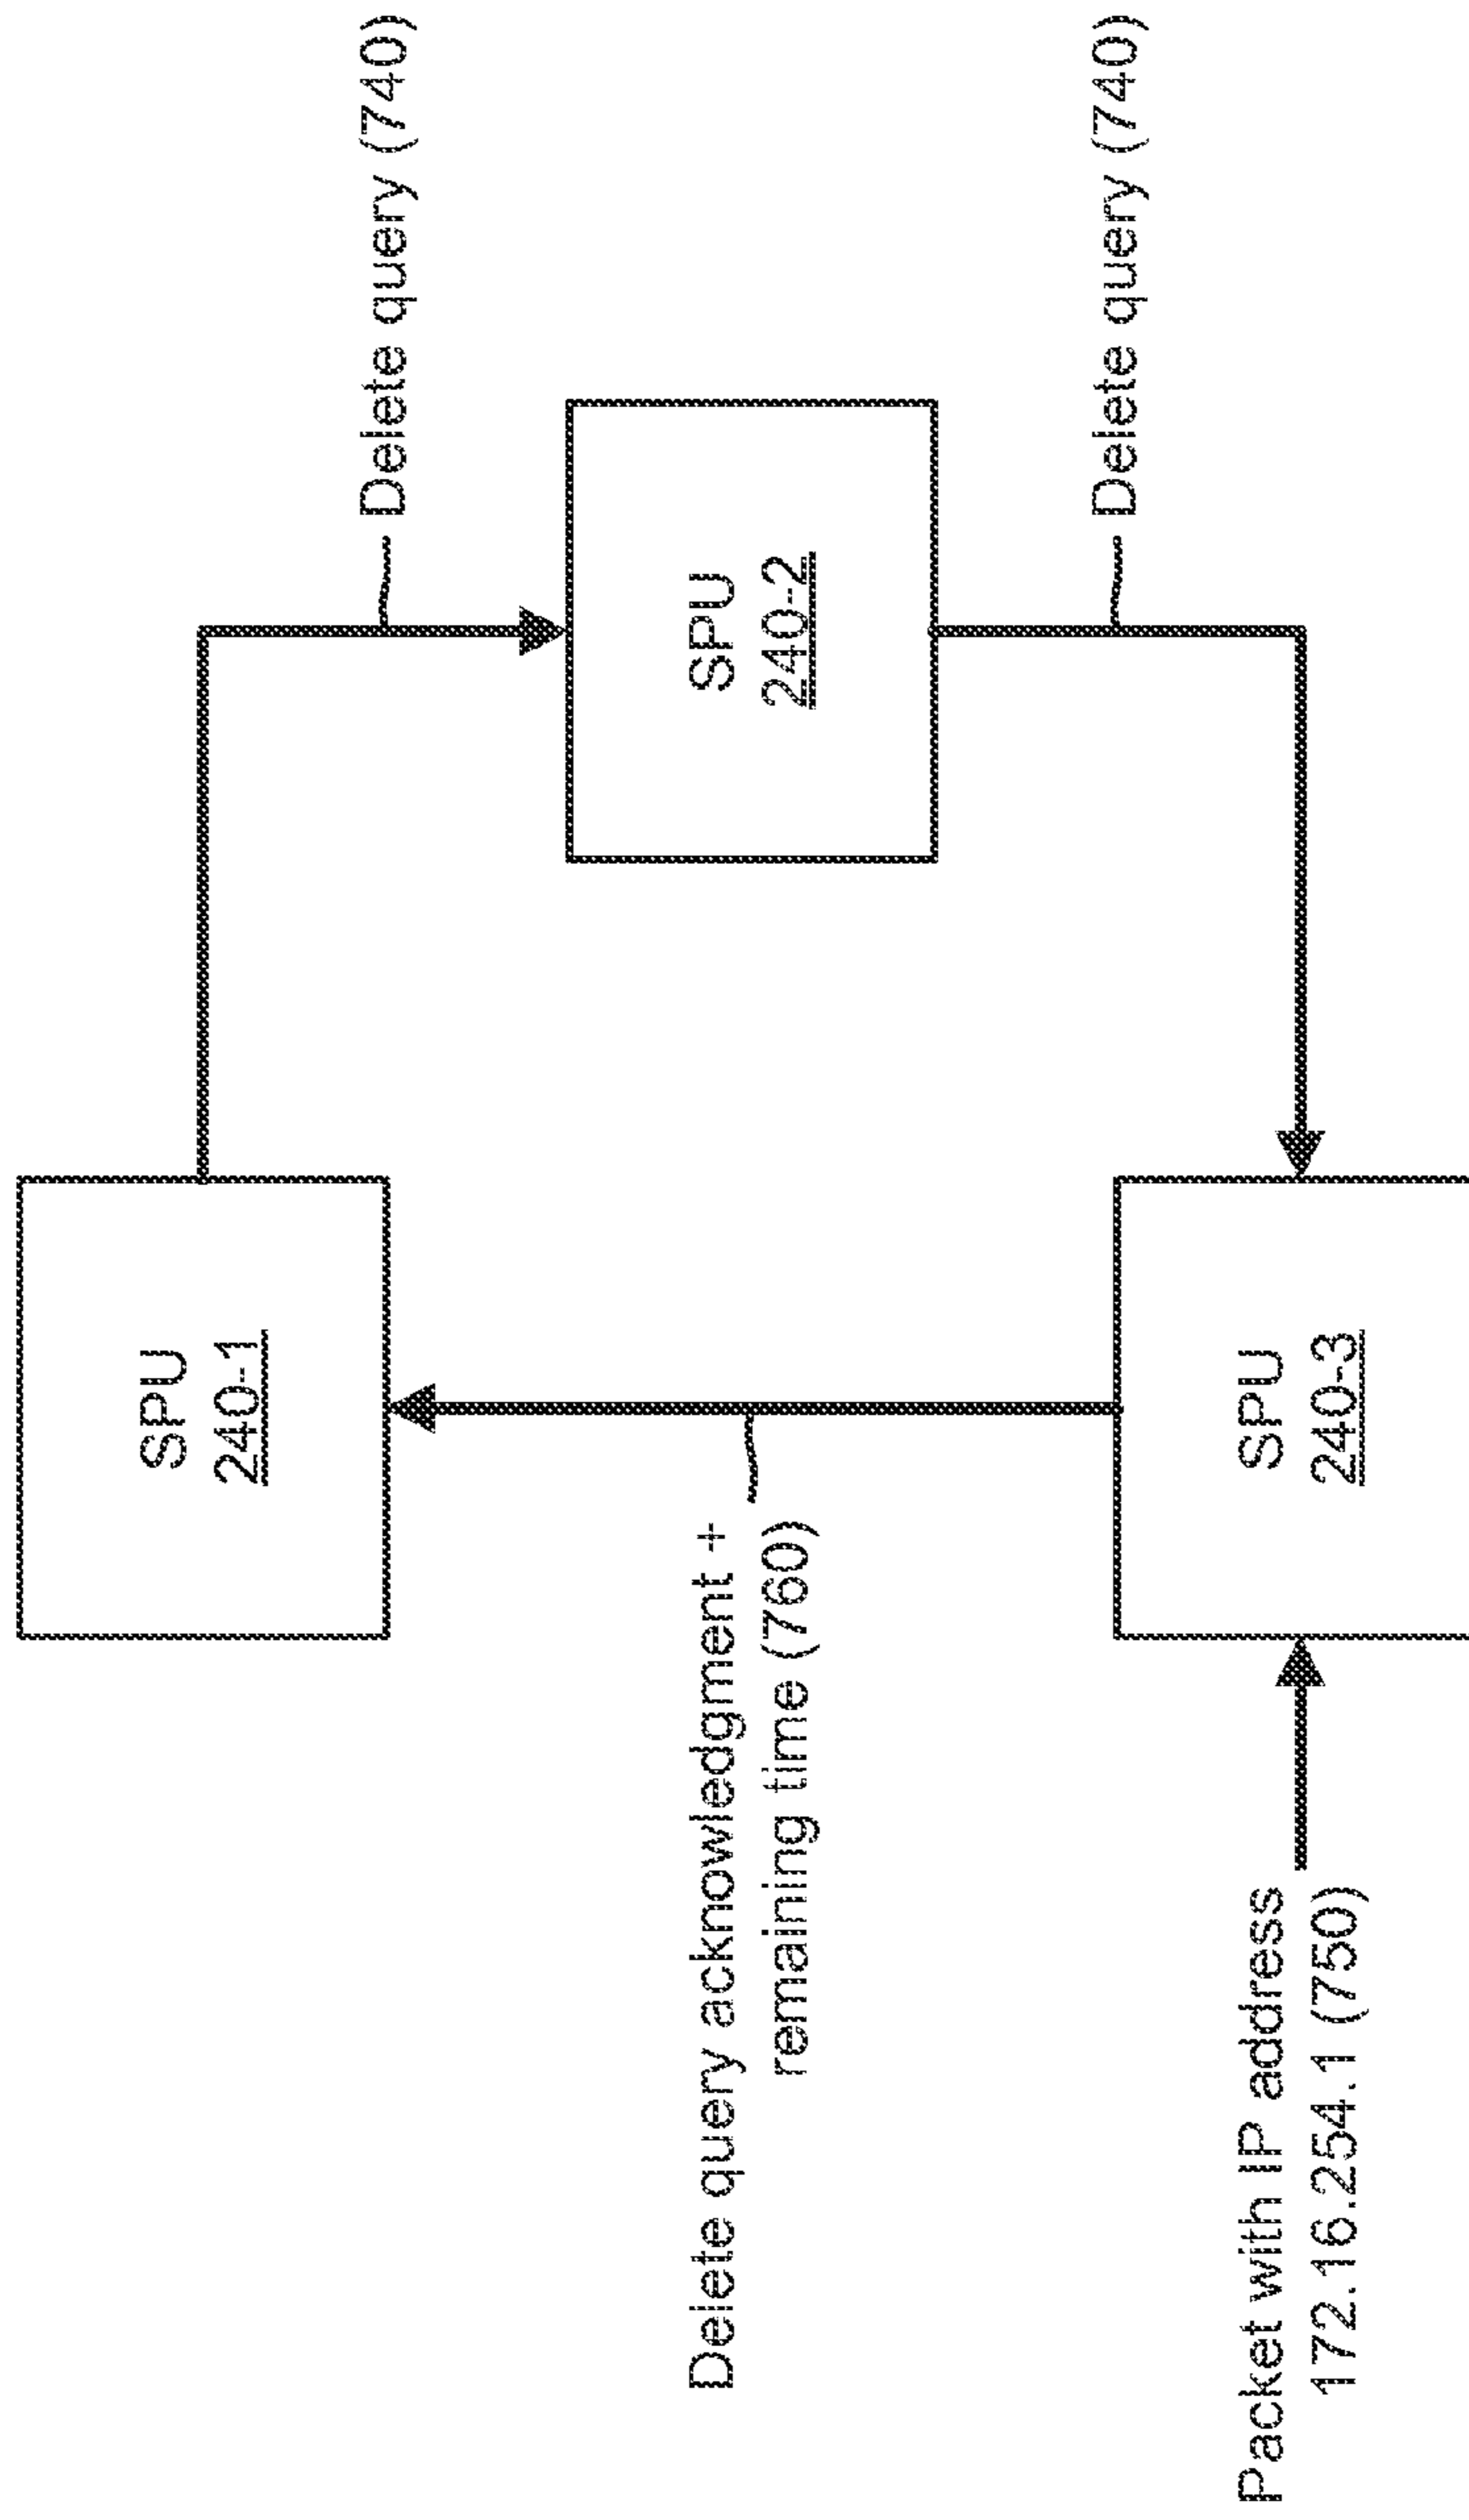 SPU
240-1
Delete query (740)
Delete query acknowledgment +
remaining time (760)
SPU
240-2
Packet with IP address
172.16.254.1 (750)
SPU
240-3
Delete query (740)